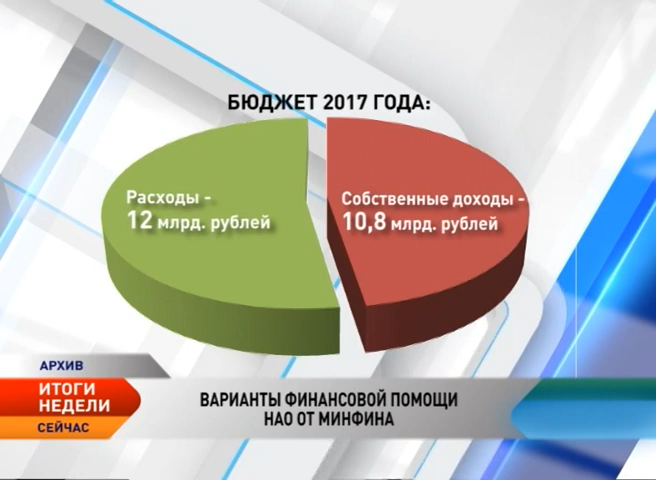 БЮДЖЕТ 2017 ГОДА:
Расходы -
12 млрд. рублей
Собственные доходы -
10,8 млрд. рублей
АРХИВ
ИТОГИ
НЕДЕЛИ
СЕЙЧАС
ВАРИАНТЫ ФИНАНСОВОЙ ПОМОЩИ
НАО ОТ МИНФИНА